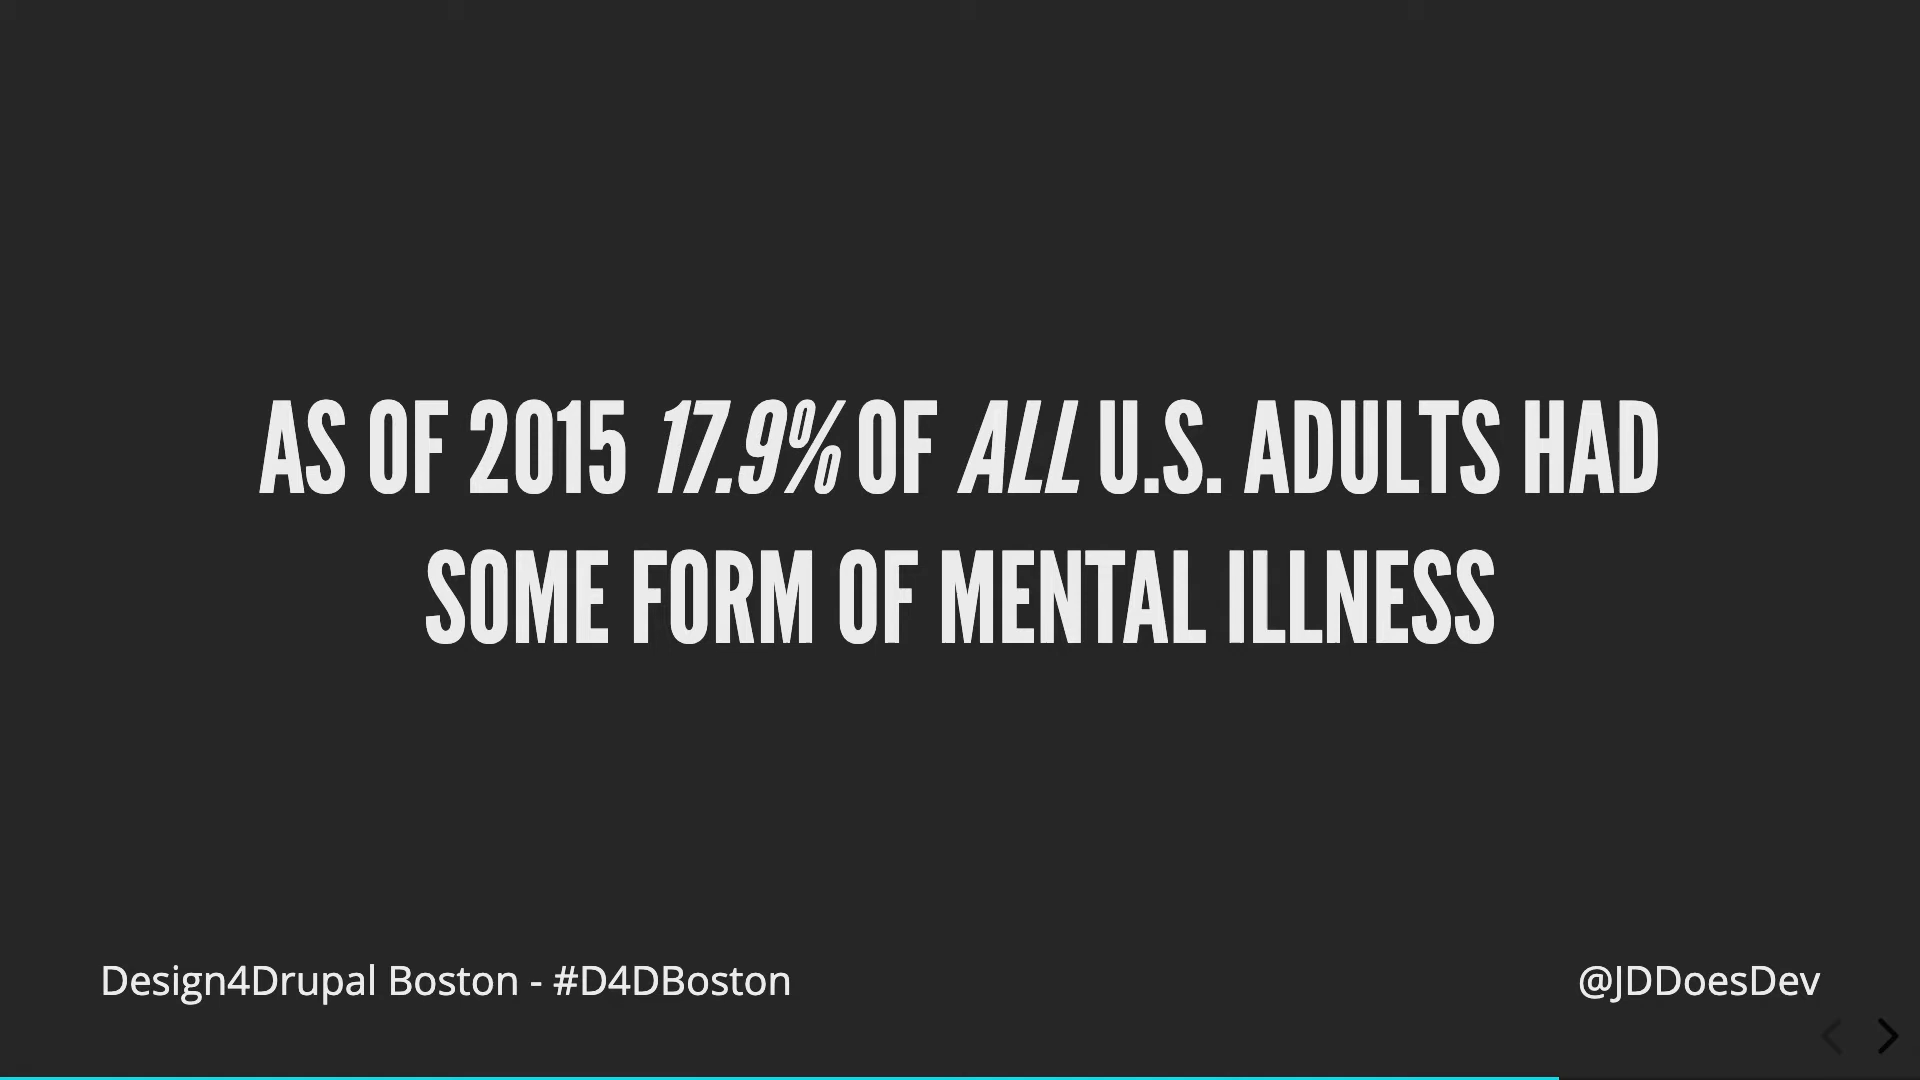 AS OF 2015 17.9% OF ALL U.S. ADULTS HAD
SOME FORM OF MENTAL ILLNESS
Design4Drupal Boston - #D4DBoston
@JDDoesDev